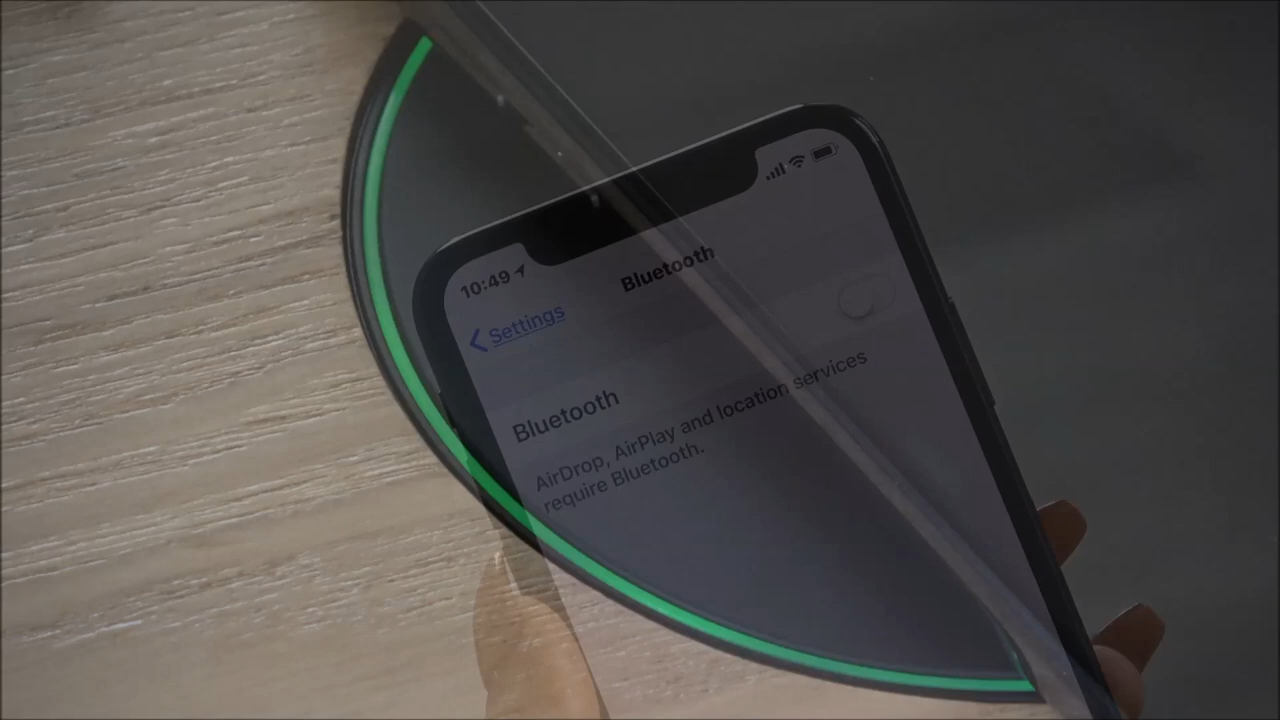 10:49
Settings
Bluetooth
Bluetooth
AirDrop, AirPlay and location services
require Bluetooth.